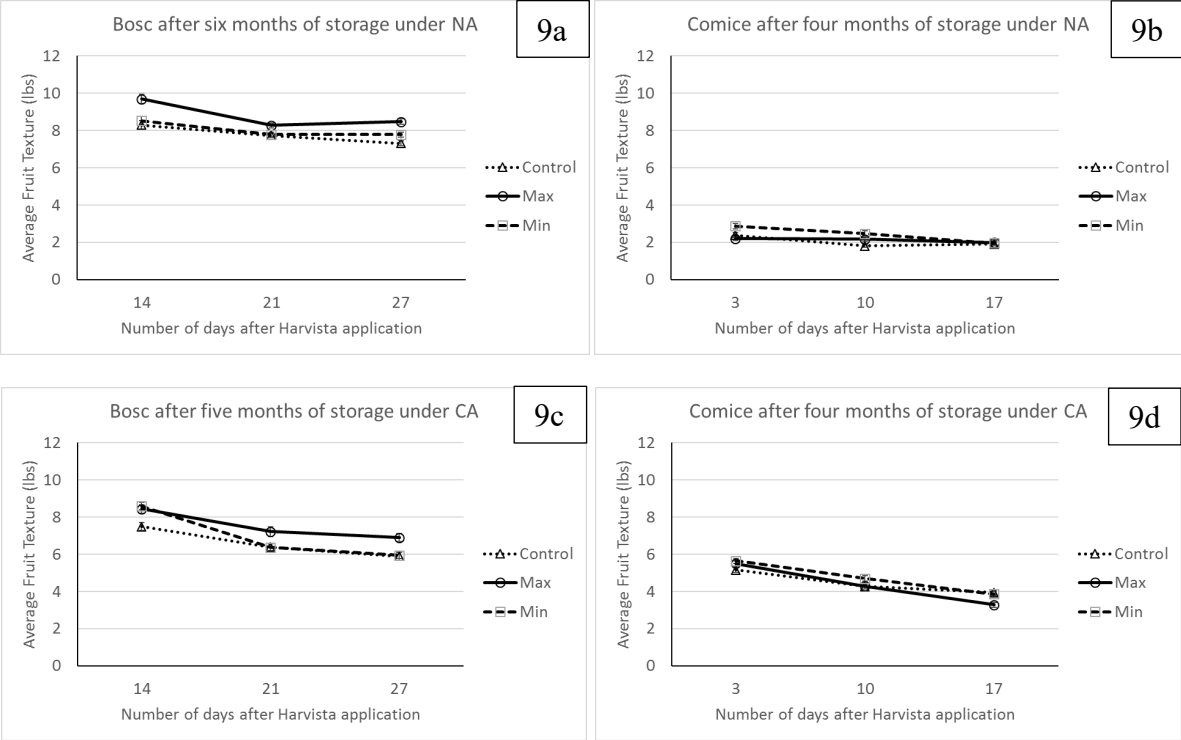 Bosc after six months of storage under NA
9a
12
10
8
6
4
2
0
Average Fruit Texture (lbs)
14 21 27
Number of days after Harvista application
Control
Max
Min
Comice after four months of storage under NA
9b
12
10
8
6
4
2
0
Average Fruit Texture (lbs)
3 10 17
Number of days after Harvista application
Control
Max
Min
Bosc after five months of storage under CA
9c
12
10
8
6
4
2
0
Average Fruit Texture (lbs)
14 21 27
Number of days after Harvista application
Control
Max
Min
Comice after four months of storage under CA
9d
12
10
8
6
4
2
0
Average Fruit Texture (lbs)
3 10 17
Number of days after Harvista application
Control
Max
Min